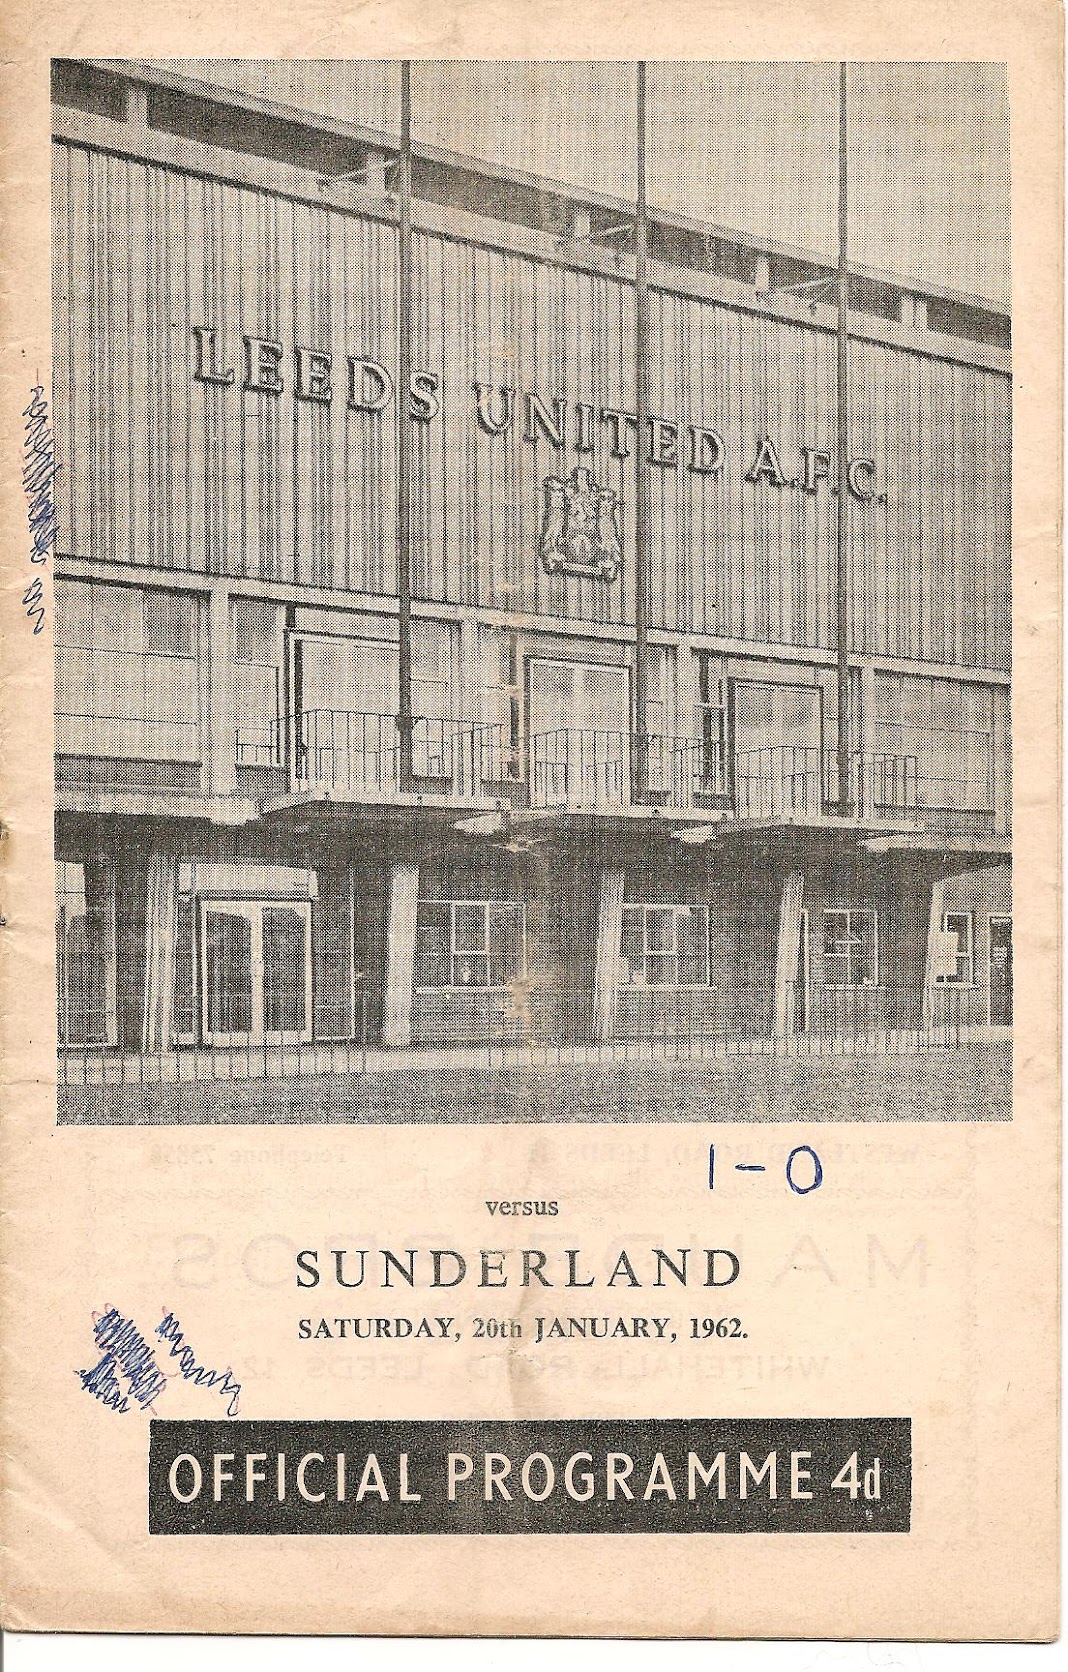 LEEDS UNITED A.F.C.
1-0
versus
SUNDERLAND
SATURDAY, 20th JANUARY, 1962.
OFFICIAL PROGRAMME 4d